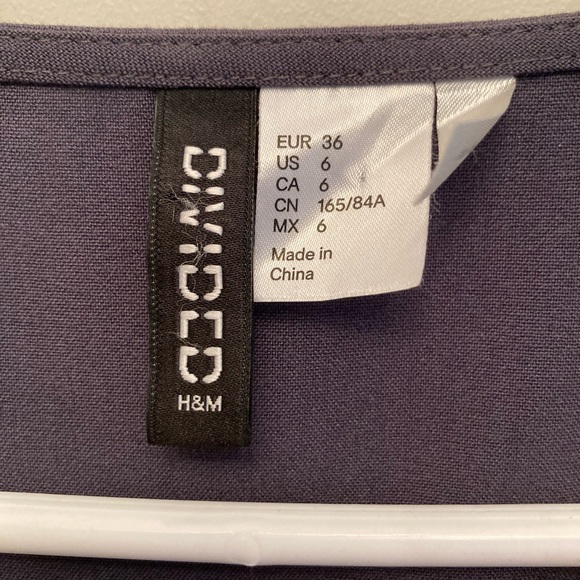 DIVIDED
H&M
EUR 36
US 6
CA 6
CN 165/84A
MX 6
Made in
China